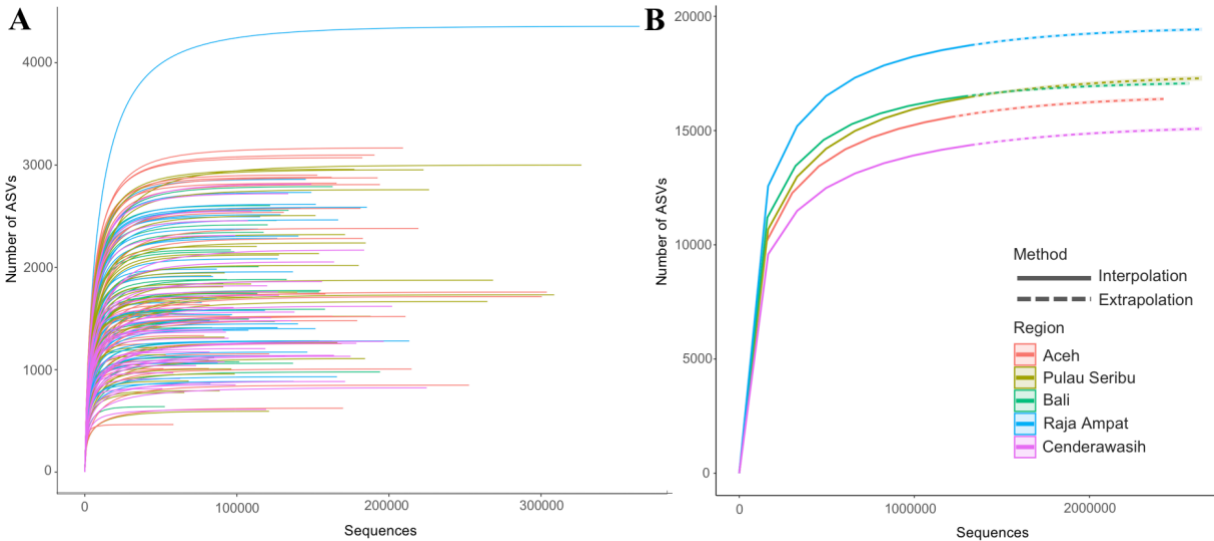 A
Number of ASVs
4000
3000
2000
1000
0
0
100000
200000
300000
Sequences
B
Number of ASVs
20000
15000
10000
5000
0
0
1000000
2000000
Sequences
Method
Interpolation
Extrapolation
Region
Aceh
Pulau Seribu
Bali
Raja Ampat
Cenderawasih